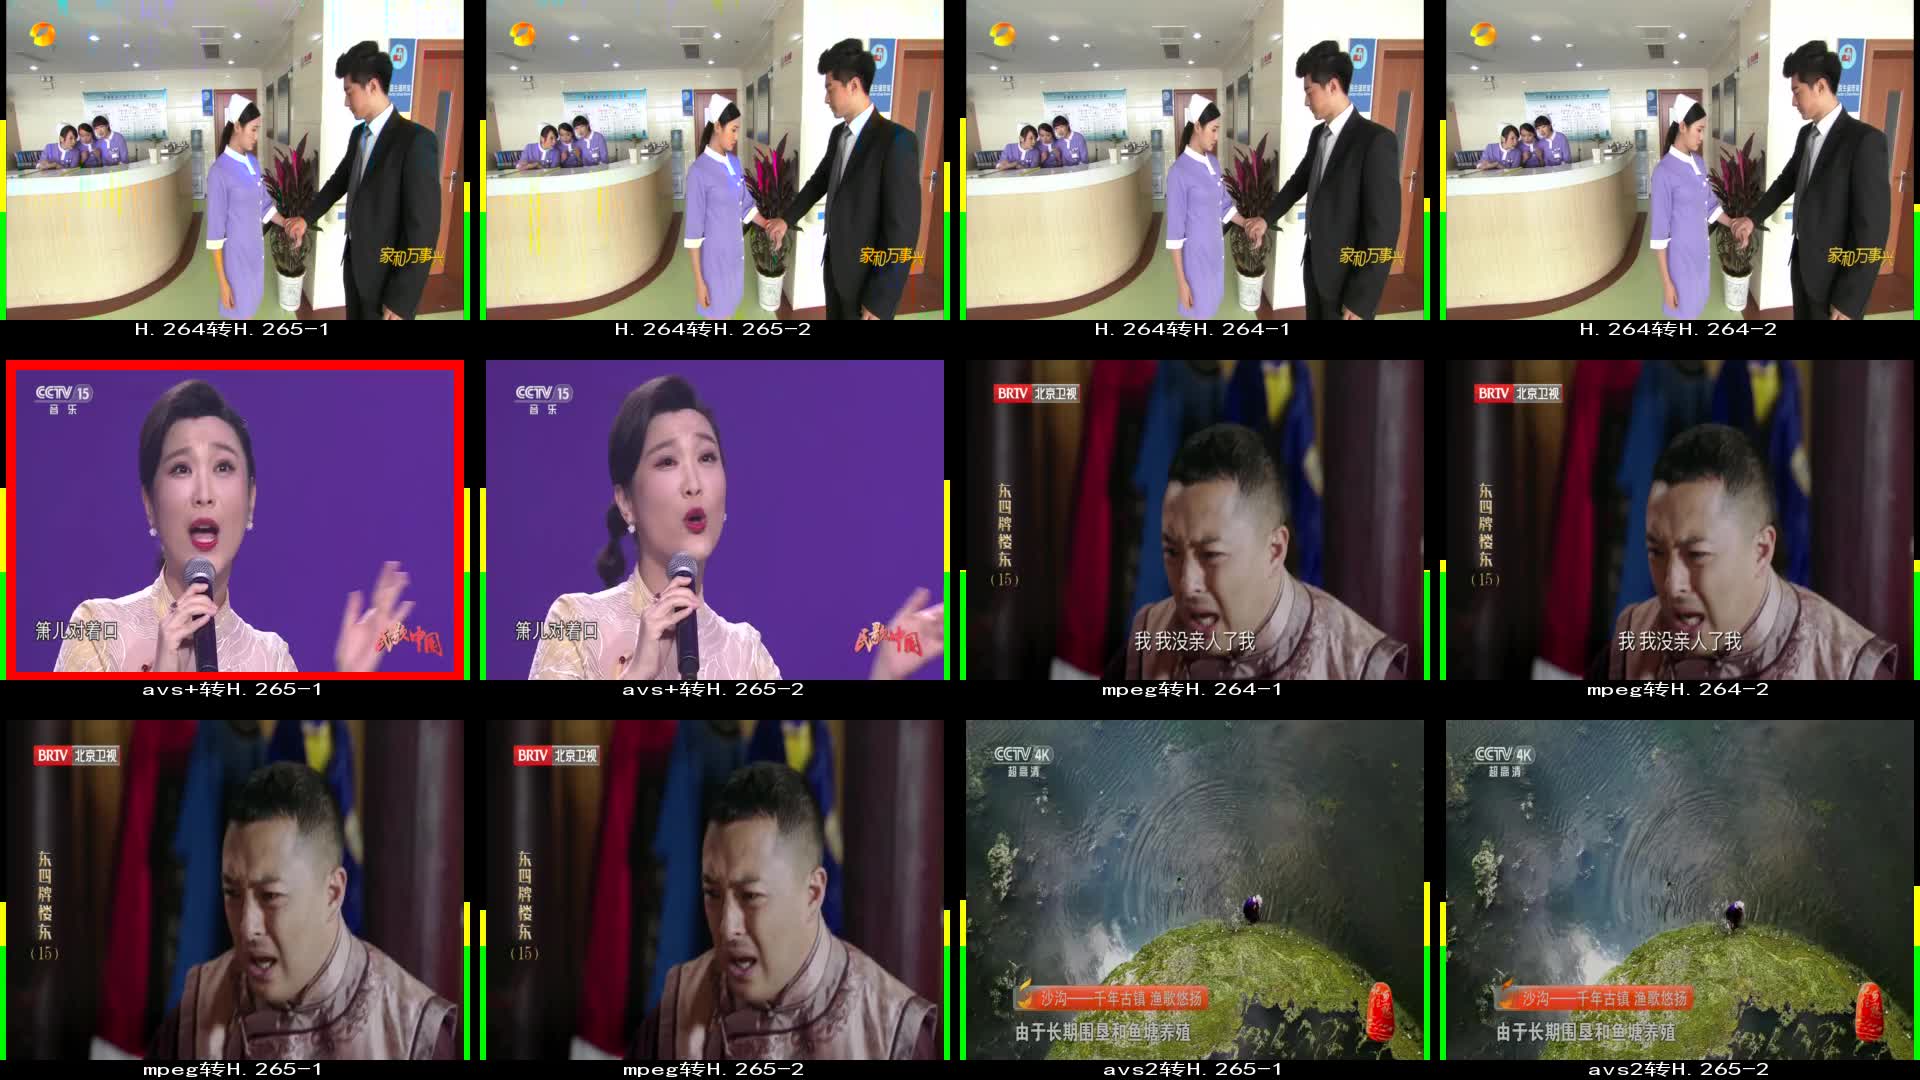 家和万事兴
家和万事兴
家和万事兴
家和万事兴
H. 264转H. 265-1
H. 264转H. 265-2
H. 264转H. 264-1
H. 264转H. 264-2
CCTV 15
音乐
箫儿对着口
民歌中国
CCTV 15
音乐
箫儿对着口
民歌中国
BRTV 北京卫视
东四牌楼东
(15)
我 我没亲人了我
BRTV 北京卫视
东四牌楼东
(15)
我 我没亲人了我
avs+转H. 265-1
avs+转H. 265-2
mpeg转H. 264-1
mpeg转H. 264-2
BRTV 北京卫视
东四牌楼东
(15)
BRTV 北京卫视
东四牌楼东
(15)
CCTV 4K
超高清
沙沟——千年古镇 渔歌悠扬
由于长期围垦和鱼塘养殖
CCTV 4K
超高清
沙沟——千年古镇 渔歌悠扬
由于长期围垦和鱼塘养殖
mpeg转H. 265-1
mpeg转H. 265-2
avs2转H. 265-1
avs2转H. 265-2